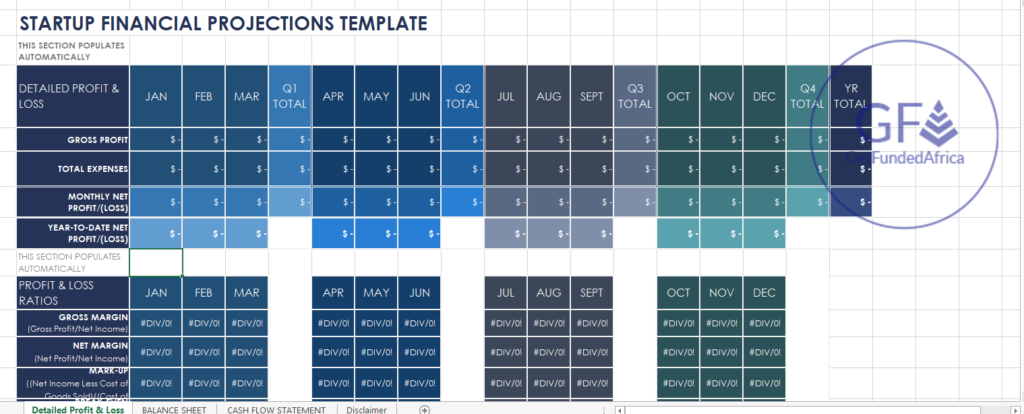 STARTUP FINANCIAL PROJECTIONS TEMPLATE
THIS SECTION POPULATES
AUTOMATICALLY
DETAILED PROFIT & LOSS JAN FEB MAR Q1 TOTAL APR MAY JUN Q2 TOTAL JUL AUG SEPT Q3 TOTAL OCT NOV DEC Q4 TOTAL YR TOTAL
GROSS PROFIT $ - $ - $ - $ - $ - $ - $ - $ - $ - $ - $ - $ - $ - $ - $ - $ - $ -
TOTAL EXPENSES $ - $ - $ - $ - $ - $ - $ - $ - $ - $ - $ - $ - $ - $ - $ - $ - $ -
MONTHLY NET PROFIT/(LOSS) $ - $ - $ - $ - $ - $ - $ - $ - $ - $ - $ - $ - $ - $ - $ - $ - $ -
YEAR-TO-DATE NET PROFIT/(LOSS) $ - $ - $ - $ - $ - $ - $ - $ - $ - $ - $ - $ -
GF
GetFundedAfrica
THIS SECTION POPULATES
AUTOMATICALLY
PROFIT & LOSS RATIOS JAN FEB MAR APR MAY JUN JUL AUG SEPT OCT NOV DEC
GROSS MARGIN (Gross Profit/Net Income) #DIV/0! #DIV/0! #DIV/0! #DIV/0! #DIV/0! #DIV/0! #DIV/0! #DIV/0! #DIV/0! #DIV/0! #DIV/0! #DIV/0!
NET MARGIN (Net Profit/Net Income) #DIV/0! #DIV/0! #DIV/0! #DIV/0! #DIV/0! #DIV/0! #DIV/0! #DIV/0! #DIV/0! #DIV/0! #DIV/0! #DIV/0!
MARK-UP ((Net Income Less Cost of Goods Sold)/(Cost of #DIV/0! #DIV/0! #DIV/0! #DIV/0! #DIV/0! #DIV/0! #DIV/0! #DIV/0! #DIV/0! #DIV/0! #DIV/0! #DIV/0!
Detailed Profit & Loss BALANCE SHEET CASH FLOW STATEMENT Disclaimer